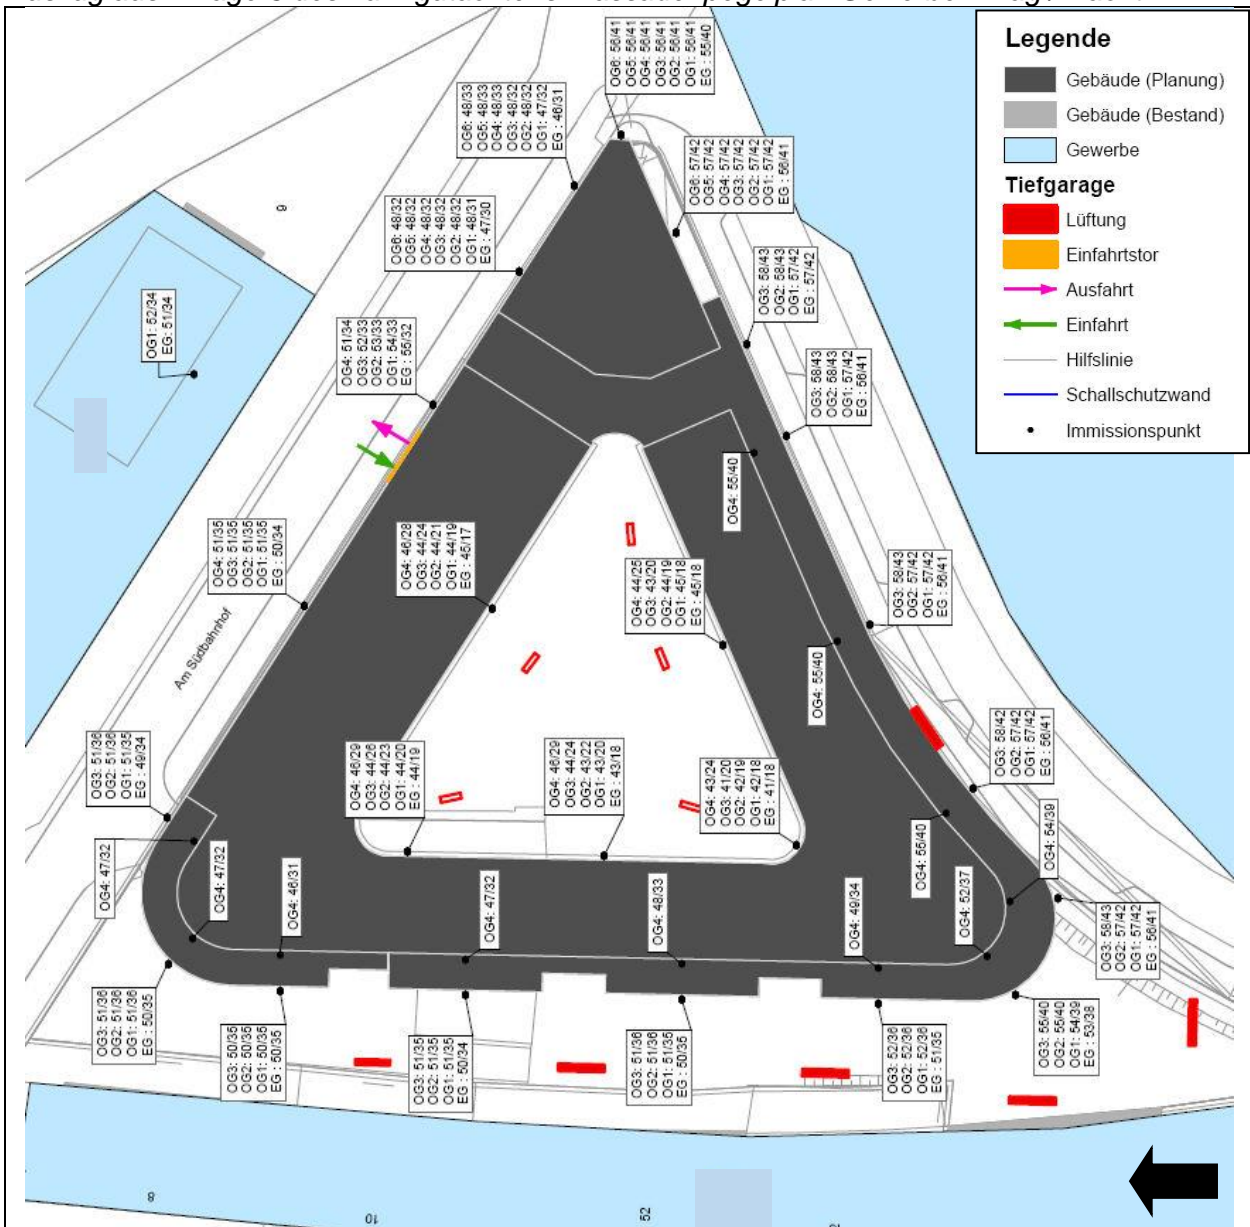 Legende
Gebäude (Planung)
Gebäude (Bestand)
Gewerbe
Tiefgarage
Lüftung
Einfahrtstor
Ausfahrt
Einfahrt
Hilfslinie
Schallschutzwand
Immissionspunkt
OG6: 56/41
OG5: 56/41
OG4: 56/41
OG3: 56/41
OG2: 56/41
OG1: 56/41
EG : 55/40
OG6: 48/33
OG5: 48/33
OG4: 48/33
OG3: 48/32
OG2: 48/32
OG1: 47/32
EG : 46/31
OG6: 57/42
OG5: 57/42
OG4: 57/42
OG3: 57/42
OG2: 57/42
OG1: 57/42
EG : 56/41
OG6: 48/32
OG5: 48/32
OG4: 48/32
OG3: 48/32
OG2: 48/32
OG1: 48/31
EG : 47/30
9
OG3: 58/43
OG2: 58/43
OG1: 57/42
EG : 57/42
OG1: 52/34
EG: 51/34
OG4: 51/34
OG3: 52/33
OG2: 53/33
OG1: 54/33
EG : 55/32
OG3: 58/43
OG2: 58/43
OG1: 57/42
EG : 56/41
OG4: 55/40
OG4: 51/35
OG3: 51/35
OG2: 51/35
OG1: 51/35
EG : 50/34
OG4: 46/28
OG3: 44/24
OG2: 44/21
OG1: 44/19
EG : 45/17
OG4: 44/25
OG3: 43/20
OG2: 44/19
OG1: 45/18
EG : 45/18
OG3: 58/43
OG2: 57/42
OG1: 57/42
EG : 56/41
Am Südbahnhof
OG4: 55/40
OG3: 51/36
OG2: 51/36
OG1: 51/35
EG : 49/34
OG4: 46/29
OG3: 44/26
OG2: 44/23
OG1: 44/20
EG : 44/19
OG4: 46/29
OG3: 44/24
OG2: 43/22
OG1: 43/20
EG : 43/18
OG4: 43/24
OG3: 41/20
OG2: 42/19
OG1: 42/18
EG : 41/18
OG3: 58/42
OG2: 57/42
OG1: 57/42
EG : 56/41
OG4: 47/32
OG4: 47/32
OG4: 46/31
OG4: 47/32
OG4: 48/33
OG4: 49/34
OG4: 55/40
OG4: 52/37
OG4: 54/39
OG3: 58/43
OG2: 57/42
OG1: 57/42
EG : 56/41
OG3: 51/36
OG2: 51/36
OG1: 51/36
EG : 50/35
OG3: 50/35
OG2: 50/35
OG1: 50/35
EG : 50/35
OG3: 51/35
OG2: 51/35
OG1: 51/35
EG : 50/34
OG3: 51/36
OG2: 51/36
OG1: 51/35
EG : 50/35
OG3: 52/36
OG2: 52/36
OG1: 52/36
EG : 51/35
OG3: 55/40
OG2: 55/40
OG1: 54/39
EG : 53/38
8
10
52